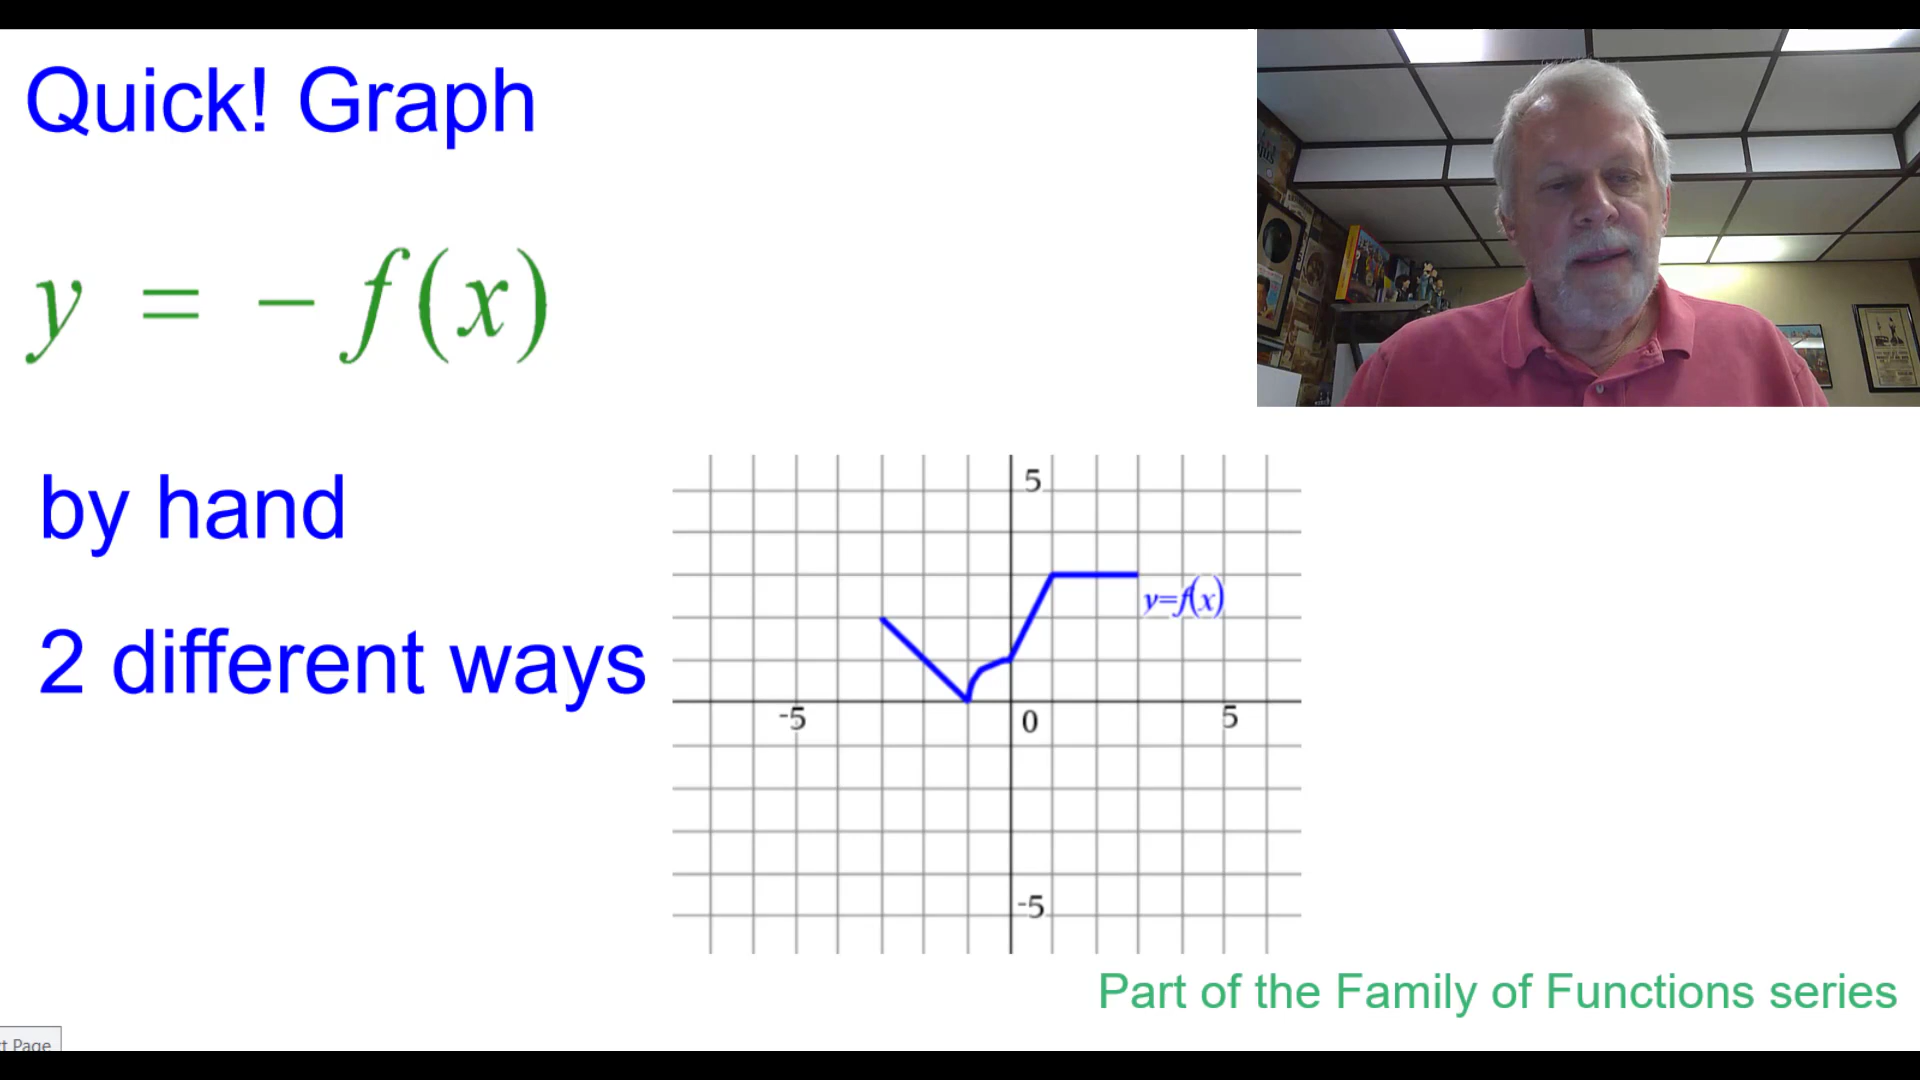 Quick! Graph
y = − f(x)
by hand
2 different ways
5
y=f(x)
-5
0
5
-5
Part of the Family of Functions series
t Page